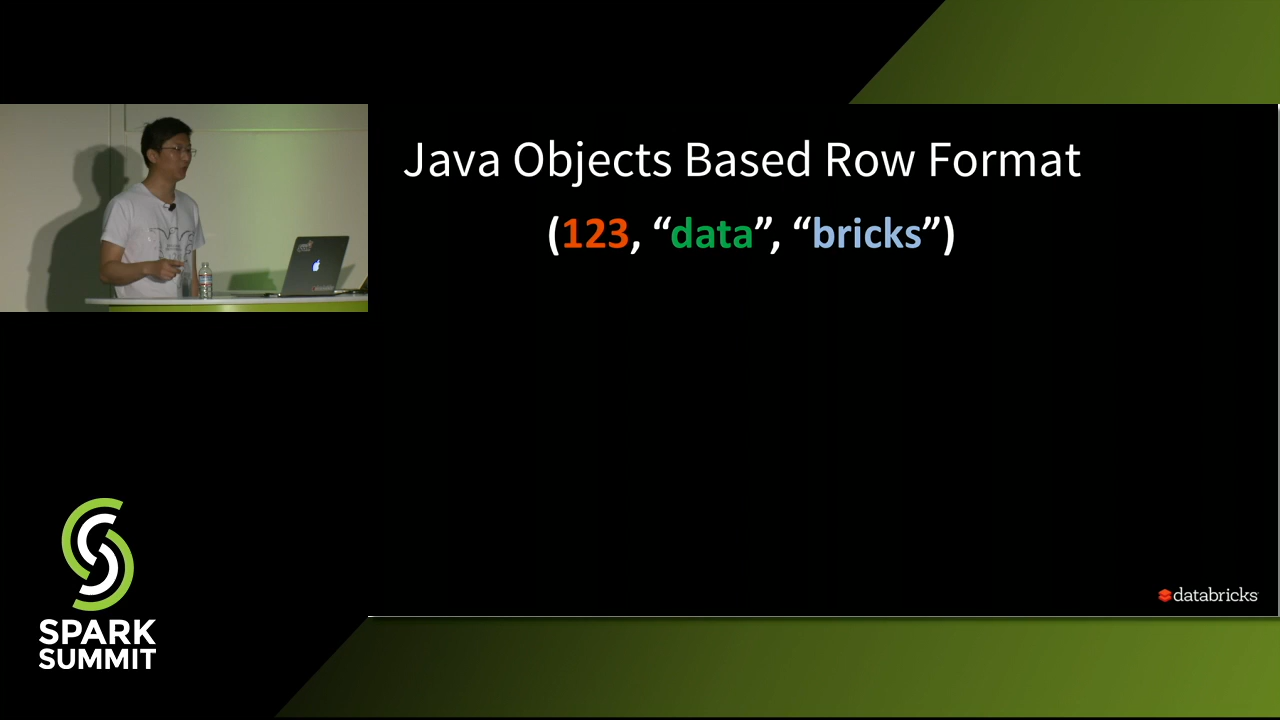 Java Objects Based Row Format
(123, “data”, “bricks”)
databricks
SPARK
SUMMIT